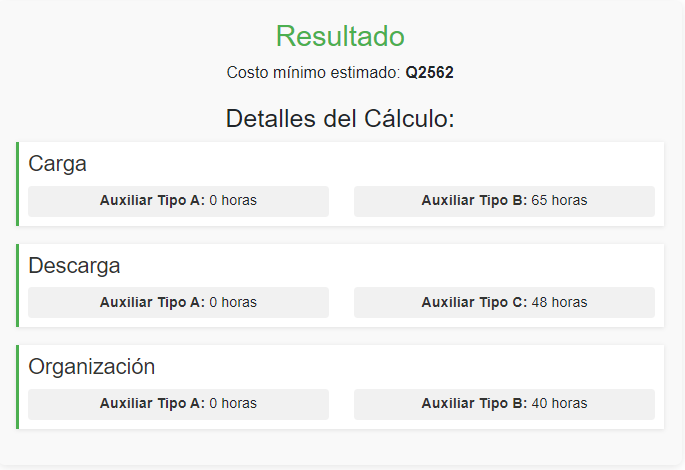 Resultado
Costo mínimo estimado: Q2562
Detalles del Cálculo:
Carga
Auxiliar Tipo A: 0 horas
Auxiliar Tipo B: 65 horas
Descarga
Auxiliar Tipo A: 0 horas
Auxiliar Tipo C: 48 horas
Organización
Auxiliar Tipo A: 0 horas
Auxiliar Tipo B: 40 horas